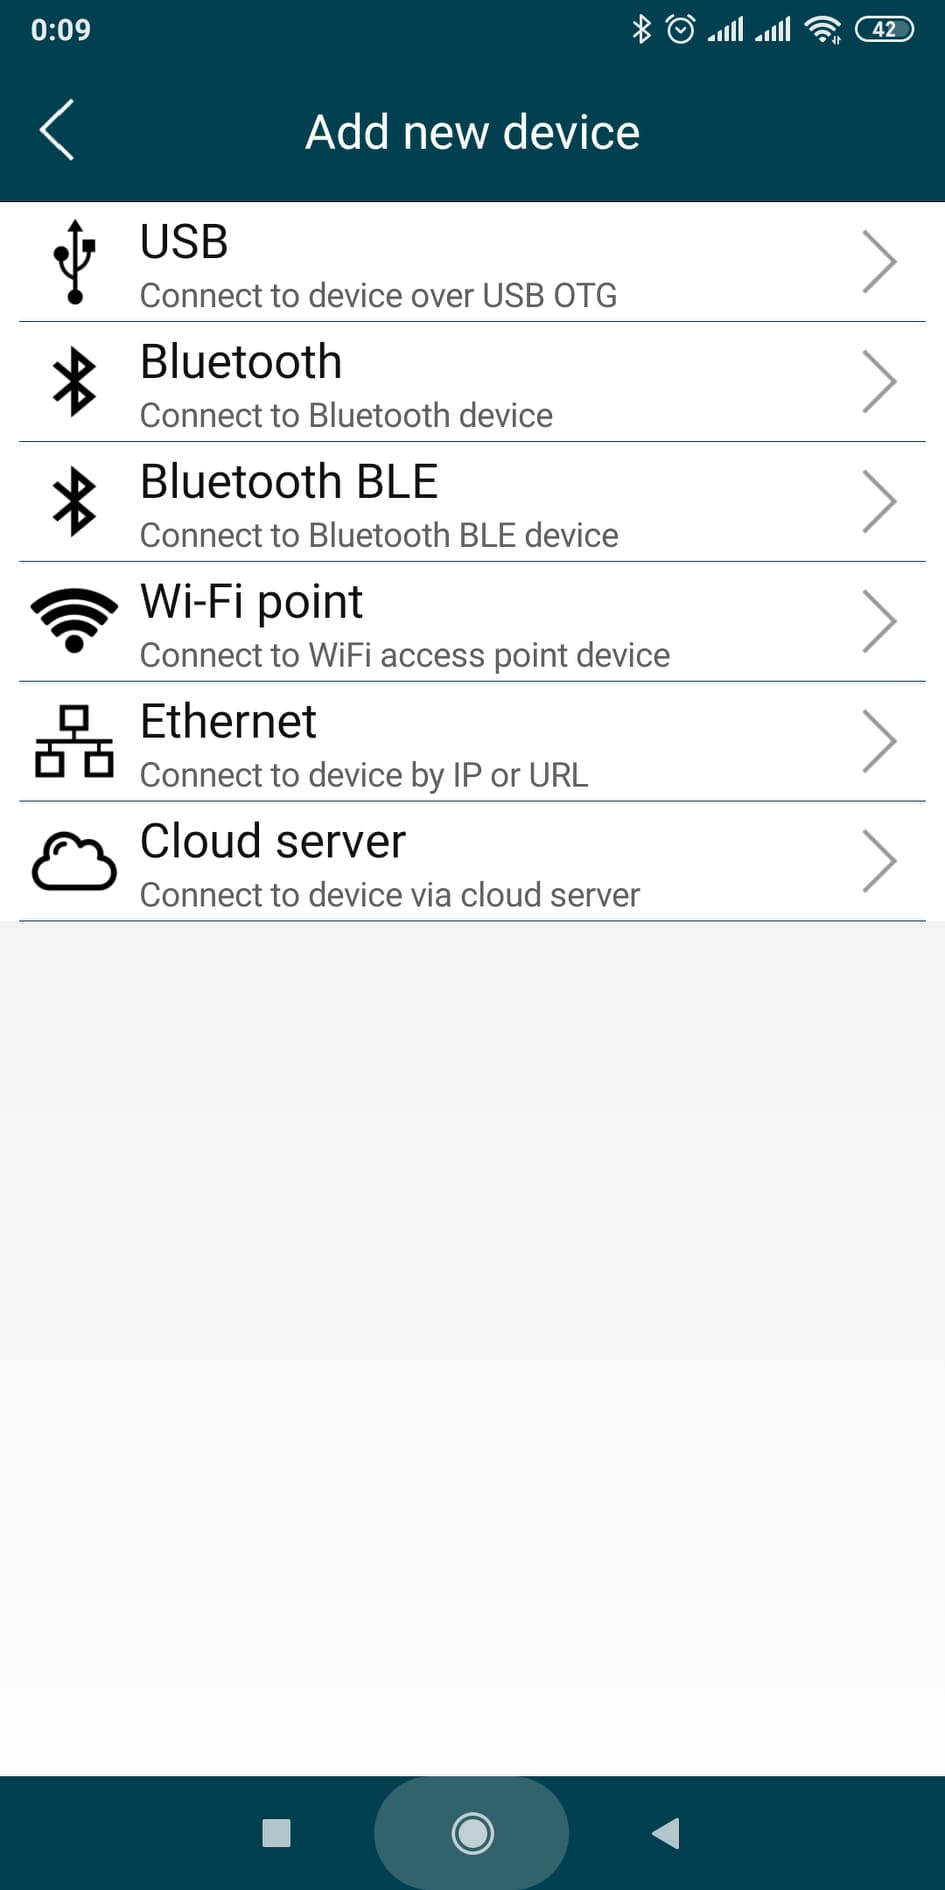 0:09
42
Add new device
USB
Connect to device over USB OTG
Bluetooth
Connect to Bluetooth device
Bluetooth BLE
Connect to Bluetooth BLE device
Wi-Fi point
Connect to WiFi access point device
Ethernet
Connect to device by IP or URL
Cloud server
Connect to device via cloud server